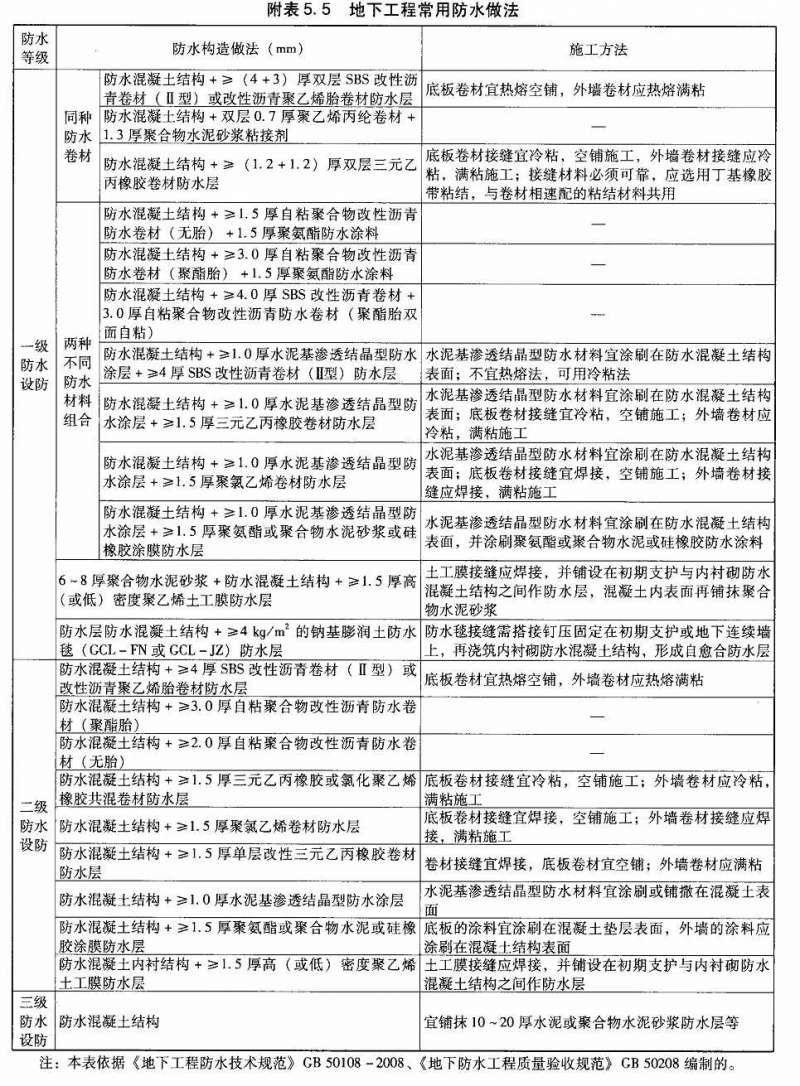 附表5.5 地下工程常用防水做法
防水
等级
防水构造做法（mm）
施工方法
一级
防水
设防
同种
防水
卷材
防水混凝土结构+≥（4+3）厚双层SBS改性沥
青卷材（Ⅱ型）或改性沥青聚乙烯胎卷材防水层
底板卷材宜热熔空铺，外墙卷材应热熔满粘
防水混凝土结构+双层0.7厚聚乙烯丙纶卷材+
1.3厚聚合物水泥砂浆粘接剂
—
防水混凝土结构+≥（1.2+1.2）厚双层三元乙
丙橡胶卷材防水层
底板卷材接缝宜冷粘，空铺施工，外墙卷材接缝应冷
粘，满粘施工；接缝材料必须可靠，应选用丁基橡胶
带粘结，与卷材相速配的粘结材料共用
两种
不同
防水
材料
组合
防水混凝土结构+≥1.5厚自粘聚合物改性沥青
防水卷材（无胎）+1.5厚聚氨酯防水涂料
—
防水混凝土结构+≥3.0厚自粘聚合物改性沥青
防水卷材（聚酯胎）+1.5厚聚氨酯防水涂料
—
防水混凝土结构+≥4.0厚SBS改性沥青卷材+
3.0厚自粘聚合物改性沥青防水卷材（聚酯胎双
面自粘）
—
防水混凝土结构+≥1.0厚水泥基渗透结晶型防水
涂层+≥4厚SBS改性沥青卷材（Ⅱ型）防水层
水泥基渗透结晶型防水材料宜涂刷在防水混凝土结构
表面；不宜热熔法，可用冷粘法
防水混凝土结构+≥1.0厚水泥基渗透结晶型防
水涂层+≥1.5厚三元乙丙橡胶卷材防水层
水泥基渗透结晶型防水材料宜涂刷在防水混凝土结构
表面；底板卷材接缝宜冷粘，空铺施工；外墙卷材应
冷粘，满粘施工
防水混凝土结构+≥1.0厚水泥基渗透结晶型防
水涂层+≥1.5厚聚氯乙烯卷材防水层
水泥基渗透结晶型防水材料宜涂刷在防水混凝土结构
表面；底板卷材接缝宜焊接，空铺施工；外墙卷材接
缝应焊接，满粘施工
防水混凝土结构+≥1.0厚水泥基渗透结晶型防
水涂层+≥1.5厚聚氨酯或聚合物水泥砂浆或硅
橡胶涂膜防水层
水泥基渗透结晶型防水材料宜涂刷在防水混凝土结构
表面，并涂刷聚氨酯或聚合物水泥或硅橡胶防水涂料
6~8厚聚合物水泥砂浆+防水混凝土结构+≥1.5厚高
（或低）密度聚乙烯土工膜防水层
土工膜接缝应焊接，并铺设在初期支护与内衬砌防水
混凝土结构之间作防水层，混凝土内表面再铺抹聚合
物水泥砂浆
防水层防水混凝土结构+≥4 kg/m²的钠基膨润土防水
毯（GCL-FN或GCL-JZ）防水层
防水毯接缝需搭接钉压固定在初期支护或地下连续墙
上，再浇筑内衬砌防水混凝土结构，形成自愈合防水层
二级
防水
设防
防水混凝土结构+≥4厚SBS改性沥青卷材（Ⅱ型）或
改性沥青聚乙烯胎卷材防水层
底板卷材宜热熔空铺，外墙卷材应热熔满粘
防水混凝土结构+≥3.0厚自粘聚合物改性沥青防水卷
材（聚酯胎）
—
防水混凝土结构+≥2.0厚自粘聚合物改性沥青防水卷
材（无胎）
—
防水混凝土结构+≥1.5厚三元乙丙橡胶或氯化聚乙烯
橡胶共混卷材防水层
底板卷材接缝宜冷粘，空铺施工；外墙卷材应冷粘，
满粘施工
防水混凝土结构+≥1.5厚聚氯乙烯卷材防水层
底板卷材接缝宜焊接，空铺施工；外墙卷材接缝应焊
接，满粘施工
防水混凝土结构+≥1.5厚单层改性三元乙丙橡胶卷材
防水层
卷材接缝宜焊接，底板卷材宜空铺；外墙卷材应满粘
防水混凝土结构+≥1.0厚水泥基渗透结晶型防水涂层
水泥基渗透结晶型防水材料宜涂刷或铺撒在混凝土表
面
防水混凝土结构+≥1.5厚聚氨酯或聚合物水泥或硅橡
胶涂膜防水层
底板的涂料宜涂刷在混凝土垫层表面，外墙的涂料应
涂刷在混凝土结构表面
防水混凝土内衬结构+≥1.5厚高（或低）密度聚乙烯
土工膜防水层
土工膜接缝应焊接，并铺设在初期支护与内衬砌防水
混凝土结构之间作防水层
三级
防水
设防
防水混凝土结构
宜铺抹10~20厚水泥或聚合物水泥砂浆防水层等
注：本表依据《地下工程防水技术规范》GB 50108-2008、《地下防水工程质量验收规范》GB 50208编制的。